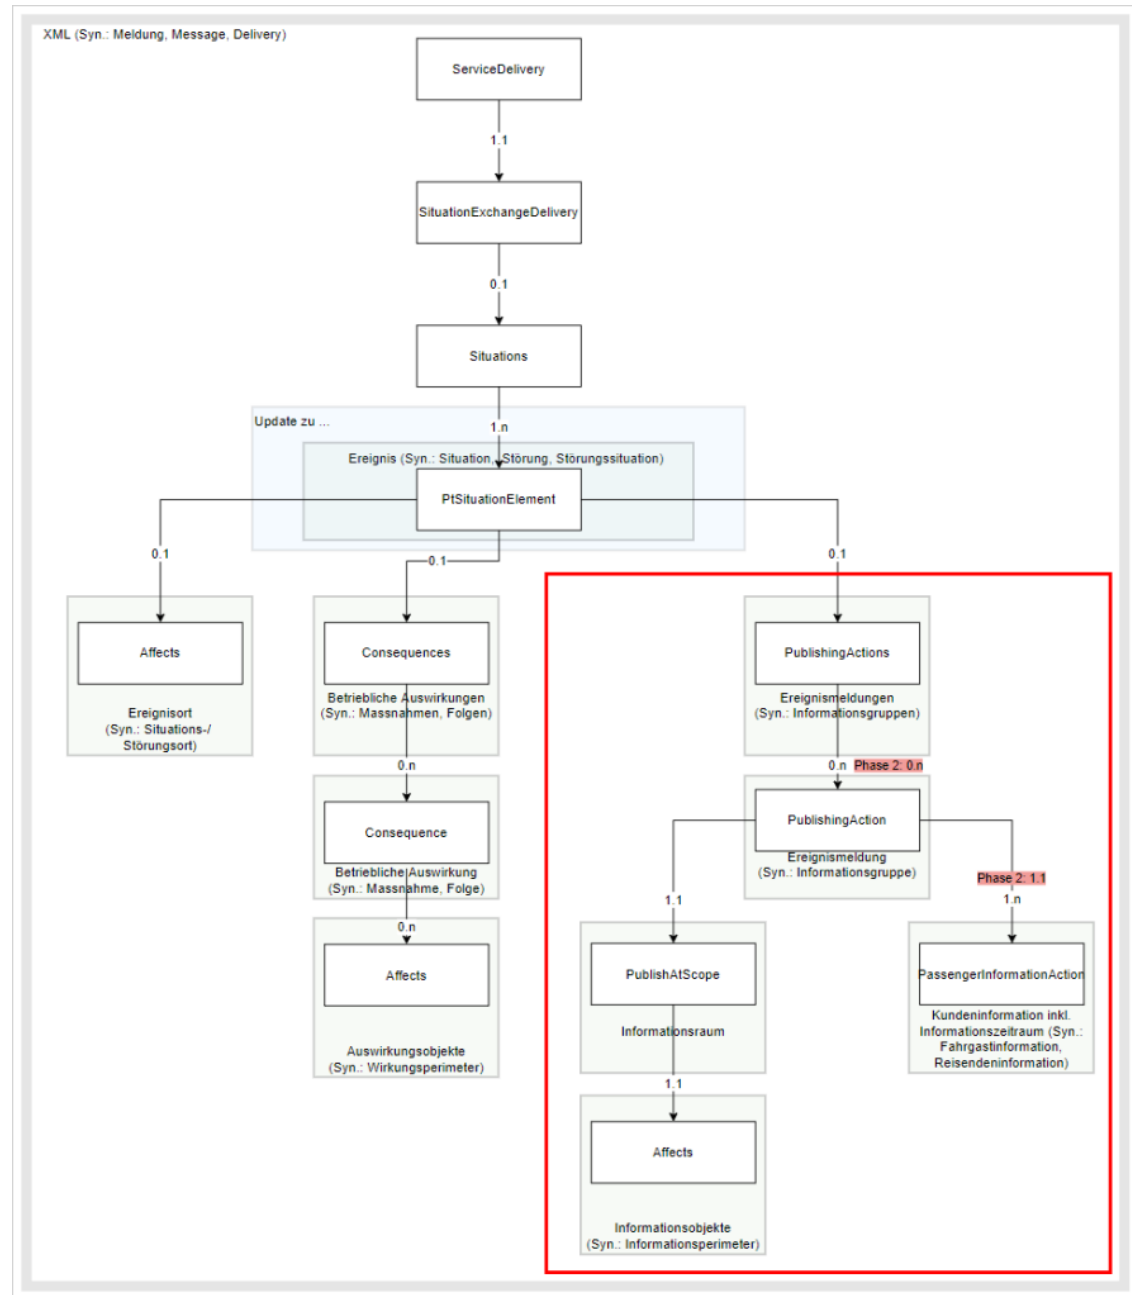 XML (Syn.: Meldung, Message, Delivery)
ServiceDelivery
1.1
SituationExchangeDelivery
0.1
Situations
Update zu ...
1.n
Ereignis (Syn.: Situation, Störung, Störungssituation)
PtSituationElement
0.1
0.1
0.1
Affects
Ereignisort
(Syn.: Situations-/
Störungsort)
Consequences
Betriebliche Auswirkungen
(Syn.: Massnahmen, Folgen)
0.n
Consequence
Betriebliche Auswirkung
(Syn.: Massnahme, Folge)
0.n
Affects
Auswirkungsobjekte
(Syn.: Wirkungsperimeter)
PublishingActions
Ereignismeldungen
(Syn.: Informationsgruppen)
0.n Phase 2: 0.n
PublishingAction
Ereignismeldung
(Syn.: Informationsgruppe)
1.1
Phase 2: 1.1
1.n
PublishAtScope
Informationsraum
1.1
Affects
Informationsobjekte
(Syn.: Informationsperimeter)
PassengerInformationAction
Kundeninformation inkl.
Informationszeitraum (Syn.:
Fahrgastinformation,
Reisendeninformation)